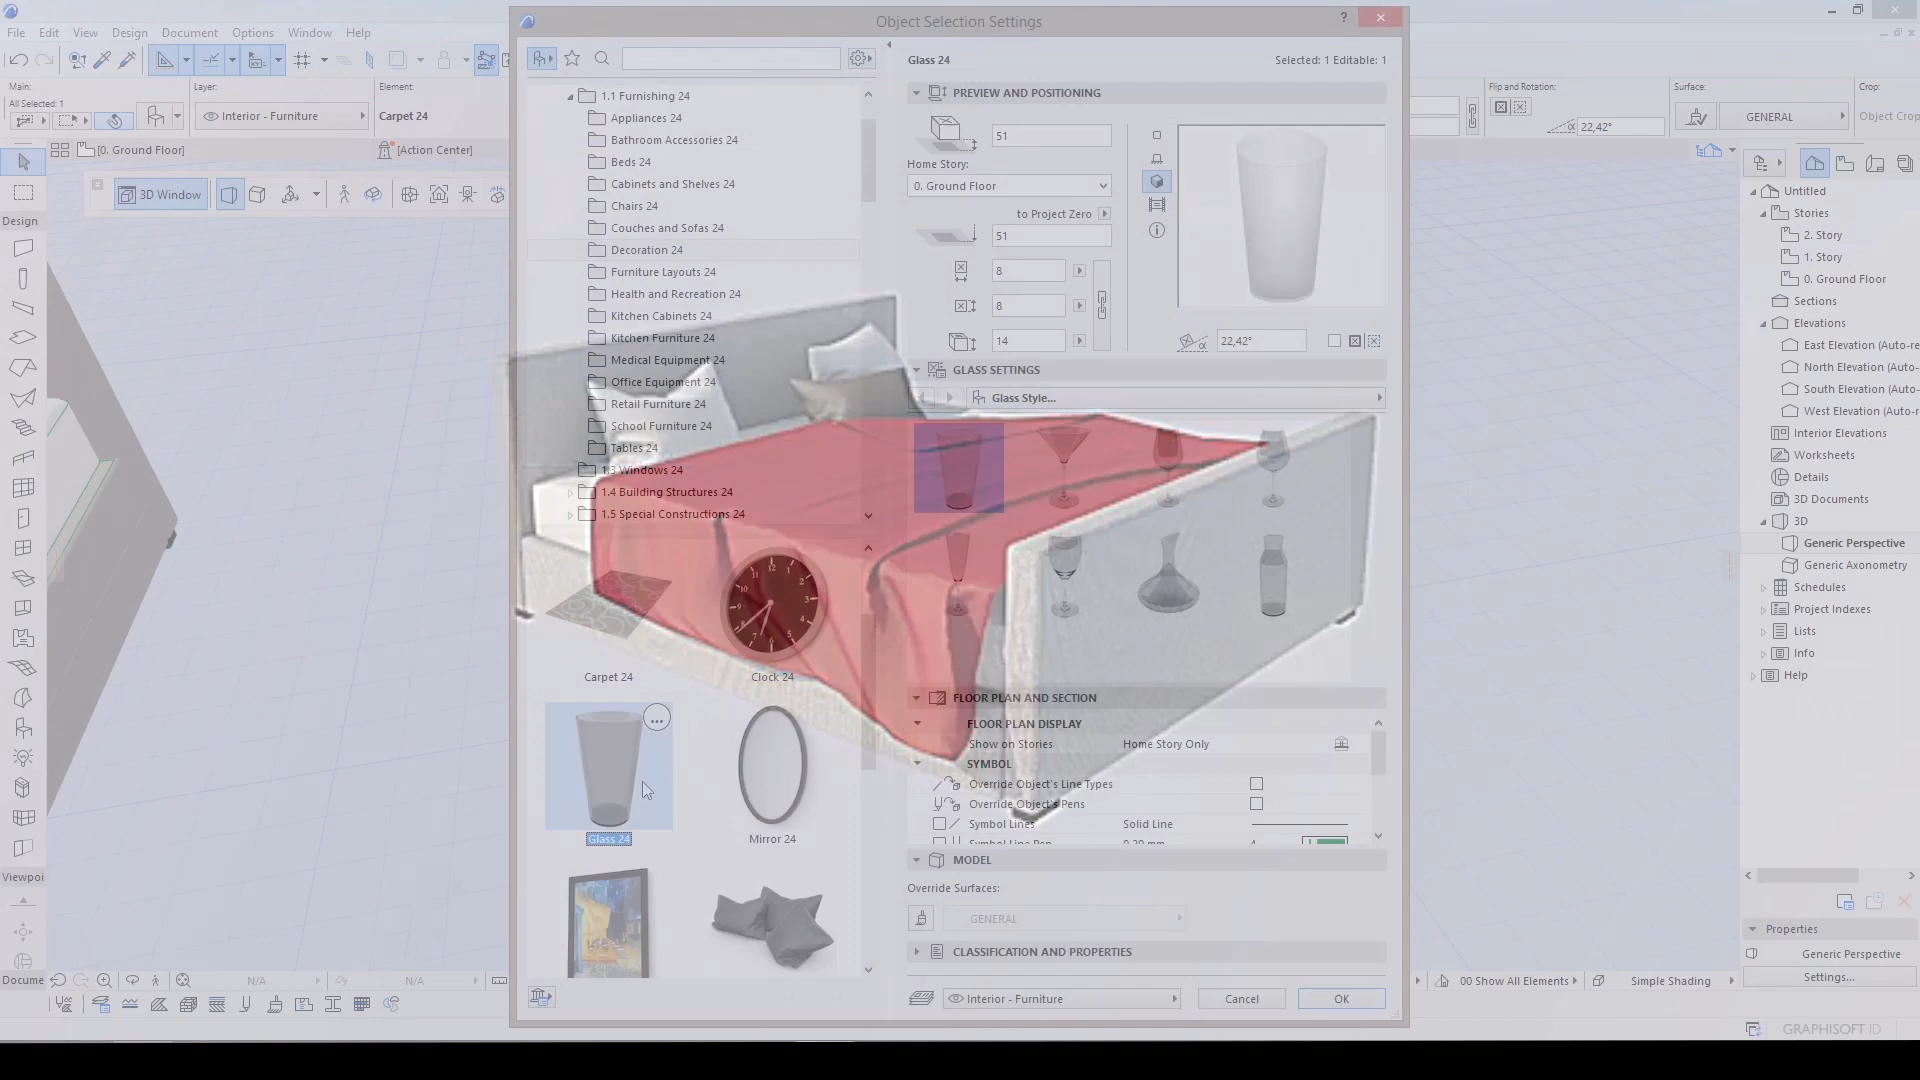 Object Selection Settings
?
File Edit View Design Document Options Window Help
Main:
All Selected: 1
Layer:
Interior - Furniture
Element:
Carpet 24
Flip and Rotation:
22,42°
Surface:
GENERAL
Crop:
Object Crop
[0. Ground Floor]
[Action Center]
3D Window
Design
Viewpoi
Docume
1.1 Furnishing 24
Appliances 24
Bathroom Accessories 24
Beds 24
Cabinets and Shelves 24
Chairs 24
Couches and Sofas 24
Decoration 24
Furniture Layouts 24
Health and Recreation 24
Kitchen Cabinets 24
Kitchen Furniture 24
Medical Equipment 24
Office Equipment 24
Retail Furniture 24
School Furniture 24
Tables 24
1.3 Windows 24
1.4 Building Structures 24
1.5 Special Constructions 24
Carpet 24
Clock 24
Glass 24
Mirror 24
Glass 24
Selected: 1 Editable: 1
PREVIEW AND POSITIONING
51
Home Story:
0. Ground Floor
to Project Zero
51
8
8
14
22,42°
GLASS SETTINGS
Glass Style...
FLOOR PLAN AND SECTION
FLOOR PLAN DISPLAY
Show on Stories Home Story Only
SYMBOL
Override Object's Line Types
Override Object's Pens
Symbol Lines Solid Line
Symbol Line Pen 0.20 mm 4
MODEL
Override Surfaces:
GENERAL
CLASSIFICATION AND PROPERTIES
Interior - Furniture
Cancel
OK
Untitled
Stories
2. Story
1. Story
0. Ground Floor
Sections
Elevations
East Elevation (Auto-re
North Elevation (Auto-
South Elevation (Auto-
West Elevation (Auto-r
Interior Elevations
Worksheets
Details
3D Documents
3D
Generic Perspective
Generic Axonometry
Schedules
Project Indexes
Lists
Info
Help
Properties
Generic Perspective
Settings...
N/A
N/A
00 Show All Elements
Simple Shading
GRAPHISOFT ID